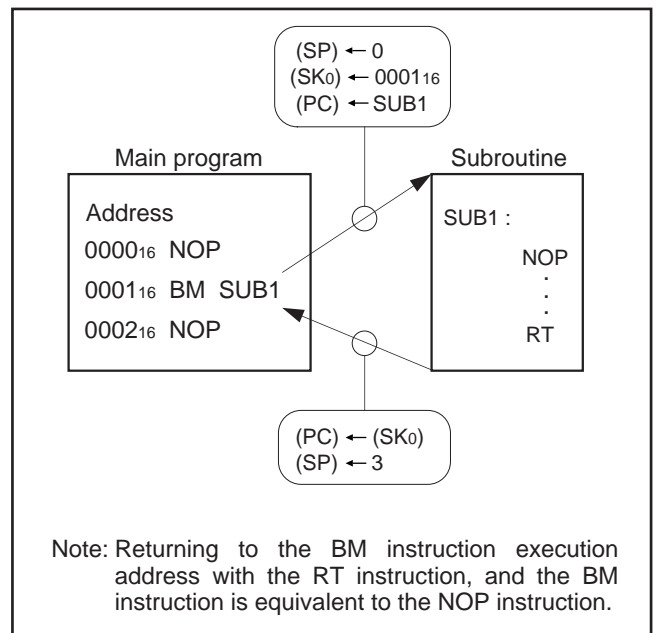 (SP) ← 0
(SK0) ← 000116
(PC) ← SUB1
Main program
Subroutine
Address
000016 NOP
000116 BM SUB1
000216 NOP
SUB1 :
NOP
.
.
.
RT
(PC) ← (SK0)
(SP) ← 3
Note: Returning to the BM instruction execution
address with the RT instruction, and the BM
instruction is equivalent to the NOP instruction.